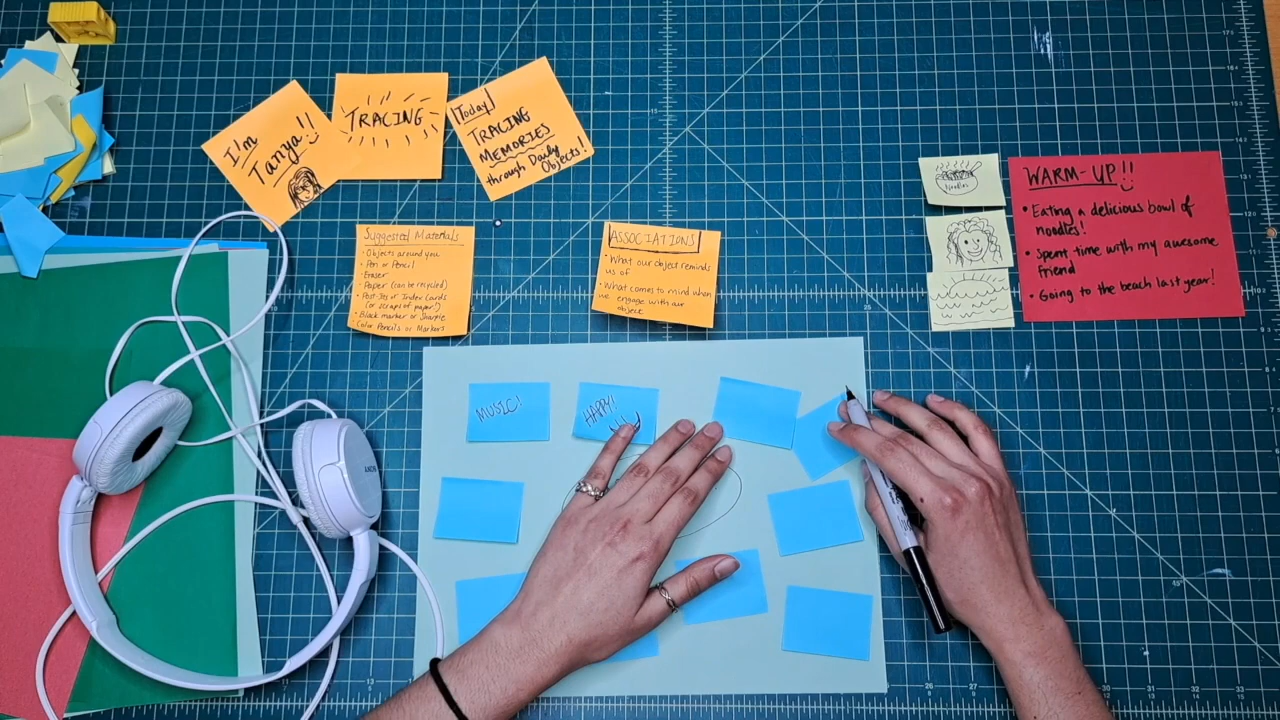 I'm
Tanya!!
TRACING
Today
TRACING
MEMORIES
through Daily
Objects!
Suggested Materials
• Objects around you
• Pen or Pencil
• Eraser
• Paper (can be recycled)
• Post-Its or Index Cards
(or scraps of paper!)
• Black marker or Sharpie
• Color Pencils or Markers
ASSOCIATIONS
• What our object reminds
us of
• What comes to mind when
we engage with our
object
Noodles
WARM-UP!!
• Eating a delicious bowl of
noodles!
• Spent time with my awesome
friend
• Going to the beach last year!
MUSIC!
HAPPY!
SONY